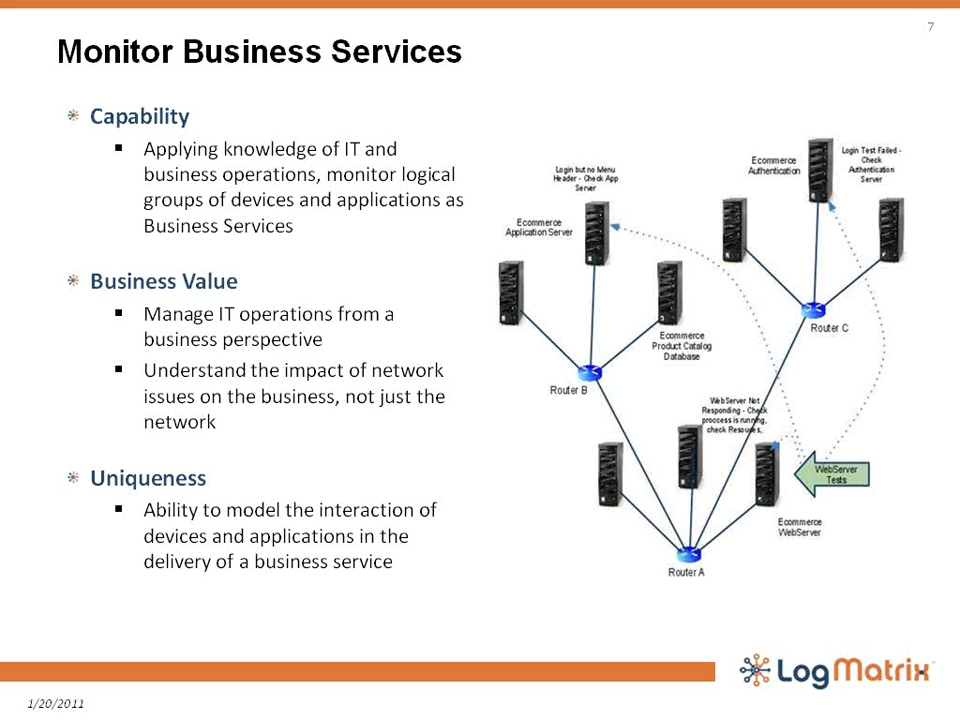 7
Monitor Business Services
Capability
Applying knowledge of IT and
business operations, monitor logical
groups of devices and applications as
Business Services
Business Value
Manage IT operations from a
business perspective
Understand the impact of network
issues on the business, not just the
network
Uniqueness
Ability to model the interaction of
devices and applications in the
delivery of a business service
Login but no Menu
Header - Check App
Server
Ecommerce
Application Server
Ecommerce
Product Catalog
Database
Router B
Ecommerce
Authentication
Login Test Failed -
Check
Authentication
Server
Router C
WebServer Not
Responding - Check
proccess is running,
check Resources,
WebServer
Tests
Ecommerce
WebServer
Router A
LogMatrix
1/20/2011